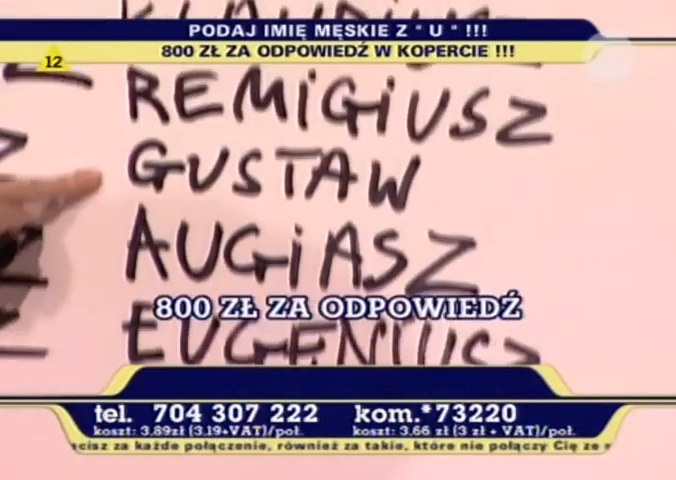 PODAJ IMIĘ MĘSKIE Z " U " !!!
800 ZŁ ZA ODPOWIEDŹ W KOPERCIE !!!
12
REMIGIUSZ
GUSTAW
AUGIASZ
800 ZŁ ZA ODPOWIEDŹ
EUGENIUSZ
tel. 704 307 222 kom.*73220
koszt: 3.89zł (3.19+VAT)/poł. koszt: 3.66 zł (3 zł + VAT)/poł.
za każde połączenie, również za takie, które nie połączy Cię ze